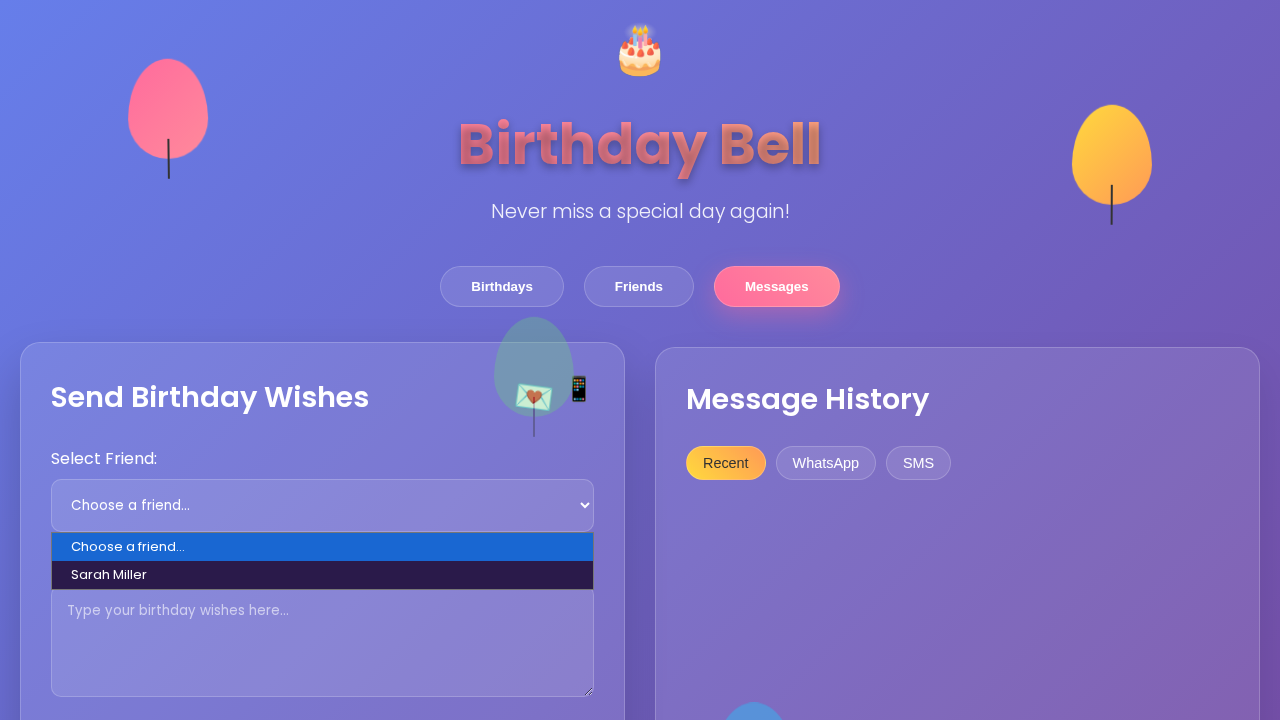 Birthday Bell
Never miss a special day again!
Birthdays
Friends
Messages
Send Birthday Wishes
Select Friend:
Choose a friend...
Choose a friend...
Sarah Miller
Type your birthday wishes here...
Message History
Recent
WhatsApp
SMS